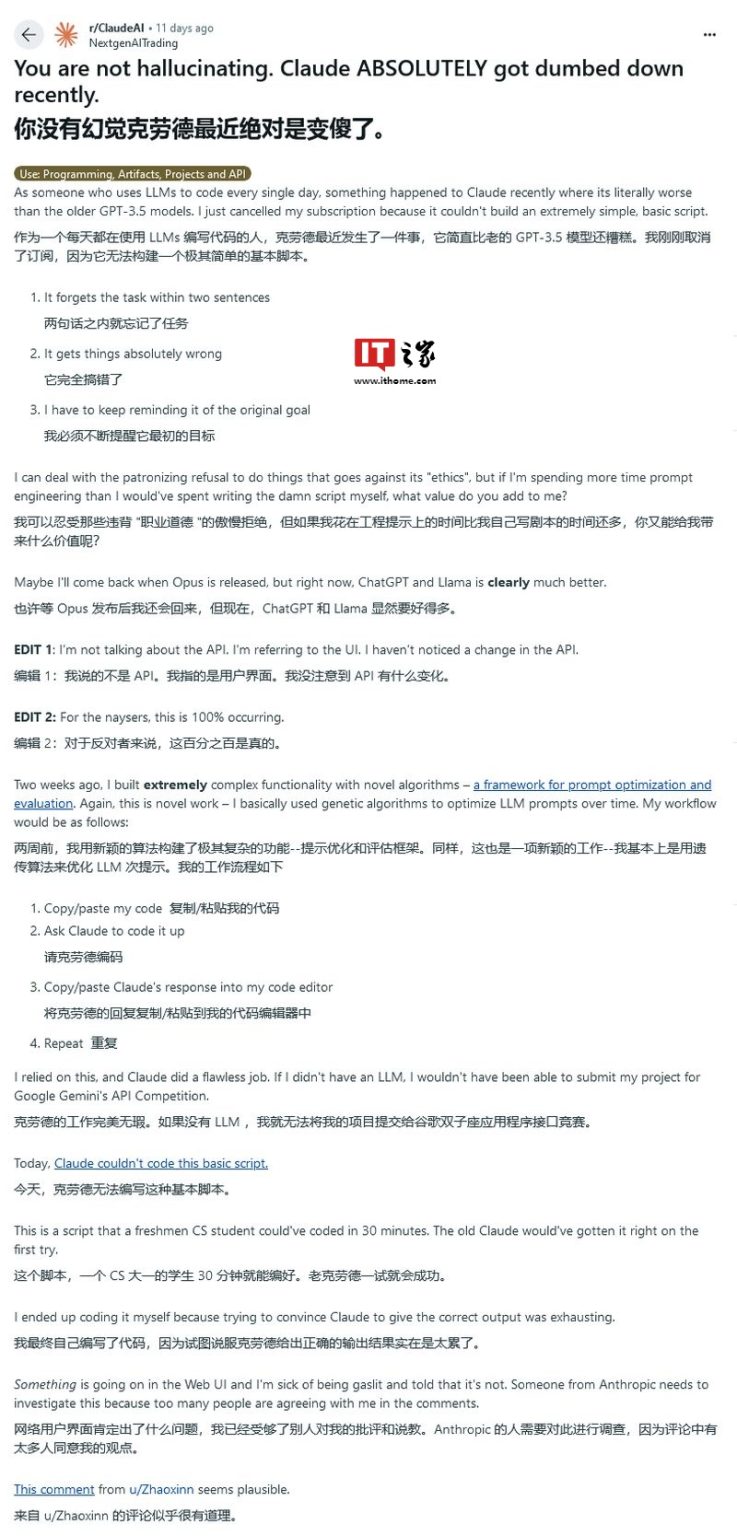 r/ClaudeAI • 11 days ago
NextgenAITrading
You are not hallucinating. Claude ABSOLUTELY got dumbed down
recently.
你没有幻觉克劳德最近绝对是变傻了。
Use: Programming, Artifacts, Projects and API
As someone who uses LLMs to code every single day, something happened to Claude recently where its literally worse
than the older GPT-3.5 models. I just cancelled my subscription because it couldn't build an extremely simple, basic script.
作为一个每天都在使用 LLMs 编写代码的人，克劳德最近发生了一件事，它简直比老的 GPT-3.5 模型还糟糕。我刚刚取消
了订阅，因为它无法构建一个极其简单的基本脚本。
1. It forgets the task within two sentences
两句话之内就忘记了任务
2. It gets things absolutely wrong
它完全搞错了
IT之家
www.ithome.com
3. I have to keep reminding it of the original goal
我必须不断提醒它最初的目标
I can deal with the patronizing refusal to do things that goes against its "ethics", but if I'm spending more time prompt
engineering than I would've spent writing the damn script myself, what value do you add to me?
我可以忍受那些违背 "职业道德 "的傲慢拒绝，但如果我花在工程提示上的时间比我自己写剧本的时间还多，你又能给我带
来什么价值呢？
Maybe I'll come back when Opus is released, but right now, ChatGPT and Llama is clearly much better.
也许等 Opus 发布后我还会回来，但现在，ChatGPT 和 Llama 显然要好得多。
EDIT 1: I'm not talking about the API. I'm referring to the UI. I haven't noticed a change in the API.
编辑 1：我说的不是 API。我指的是用户界面。我没注意到 API 有什么变化。
EDIT 2: For the naysers, this is 100% occurring.
编辑 2：对于反对者来说，这百分之百是真的。
Two weeks ago, I built extremely complex functionality with novel algorithms – a framework for prompt optimization and
evaluation. Again, this is novel work – I basically used genetic algorithms to optimize LLM prompts over time. My workflow
would be as follows:
两周前，我用新颖的算法构建了极其复杂的功能--提示优化和评估框架。同样，这也是一项新颖的工作--我基本上是用遗
传算法来优化 LLM 次提示。我的工作流程如下
1. Copy/paste my code 复制/粘贴我的代码
2. Ask Claude to code it up
请克劳德编码
3. Copy/paste Claude's response into my code editor
将克劳德的回复复制/粘贴到我的代码编辑器中
4. Repeat 重复
I relied on this, and Claude did a flawless job. If I didn't have an LLM, I wouldn't have been able to submit my project for
Google Gemini's API Competition.
克劳德的工作完美无瑕。如果没有 LLM ，我就无法将我的项目提交给谷歌双子座应用程序接口竞赛。
Today, Claude couldn't code this basic script.
今天，克劳德无法编写这种基本脚本。
This is a script that a freshmen CS student could've coded in 30 minutes. The old Claude would've gotten it right on the
first try.
这个脚本，一个 CS 大一的学生 30 分钟就能编好。老克劳德一试就会成功。
I ended up coding it myself because trying to convince Claude to give the correct output was exhausting.
我最终自己编写了代码，因为试图说服克劳德给出正确的输出结果实在是太累了。
Something is going on in the Web UI and I'm sick of being gaslit and told that it's not. Someone from Anthropic needs to
investigate this because too many people are agreeing with me in the comments.
网络用户界面肯定出了什么问题，我已经受够了别人对我的批评和说教。Anthropic 的人需要对此进行调查，因为评论中有
太多人同意我的观点。
This comment from u/Zhaoxinn seems plausible.
来自 u/Zhaoxinn 的评论似乎很有道理。